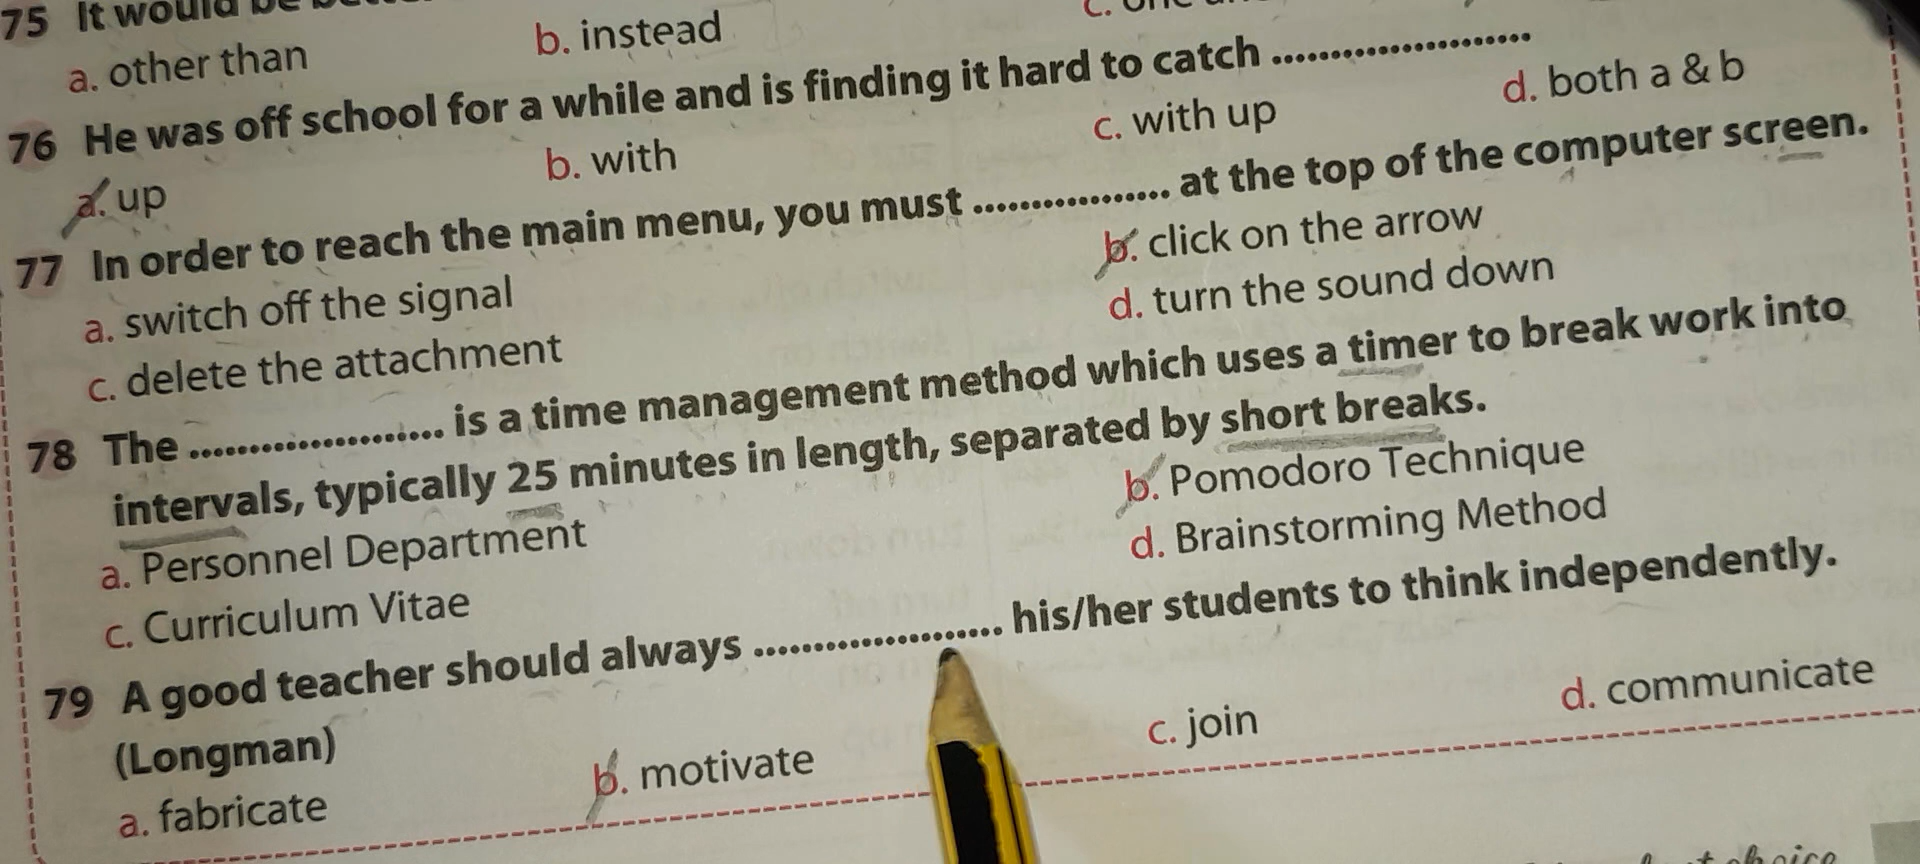 75 It would be
a. other than
b. instead
76 He was off school for a while and is finding it hard to catch .....................
a. up
b. with
c. with up
d. both a & b
77 In order to reach the main menu, you must ................. at the top of the computer screen.
a. switch off the signal
b. click on the arrow
c. delete the attachment
d. turn the sound down
78 The ..................... is a time management method which uses a timer to break work into
intervals, typically 25 minutes in length, separated by short breaks.
a. Personnel Department
b. Pomodoro Technique
c. Curriculum Vitae
d. Brainstorming Method
79 A good teacher should always ..................... his/her students to think independently.
(Longman)
a. fabricate
b. motivate
c. join
d. communicate